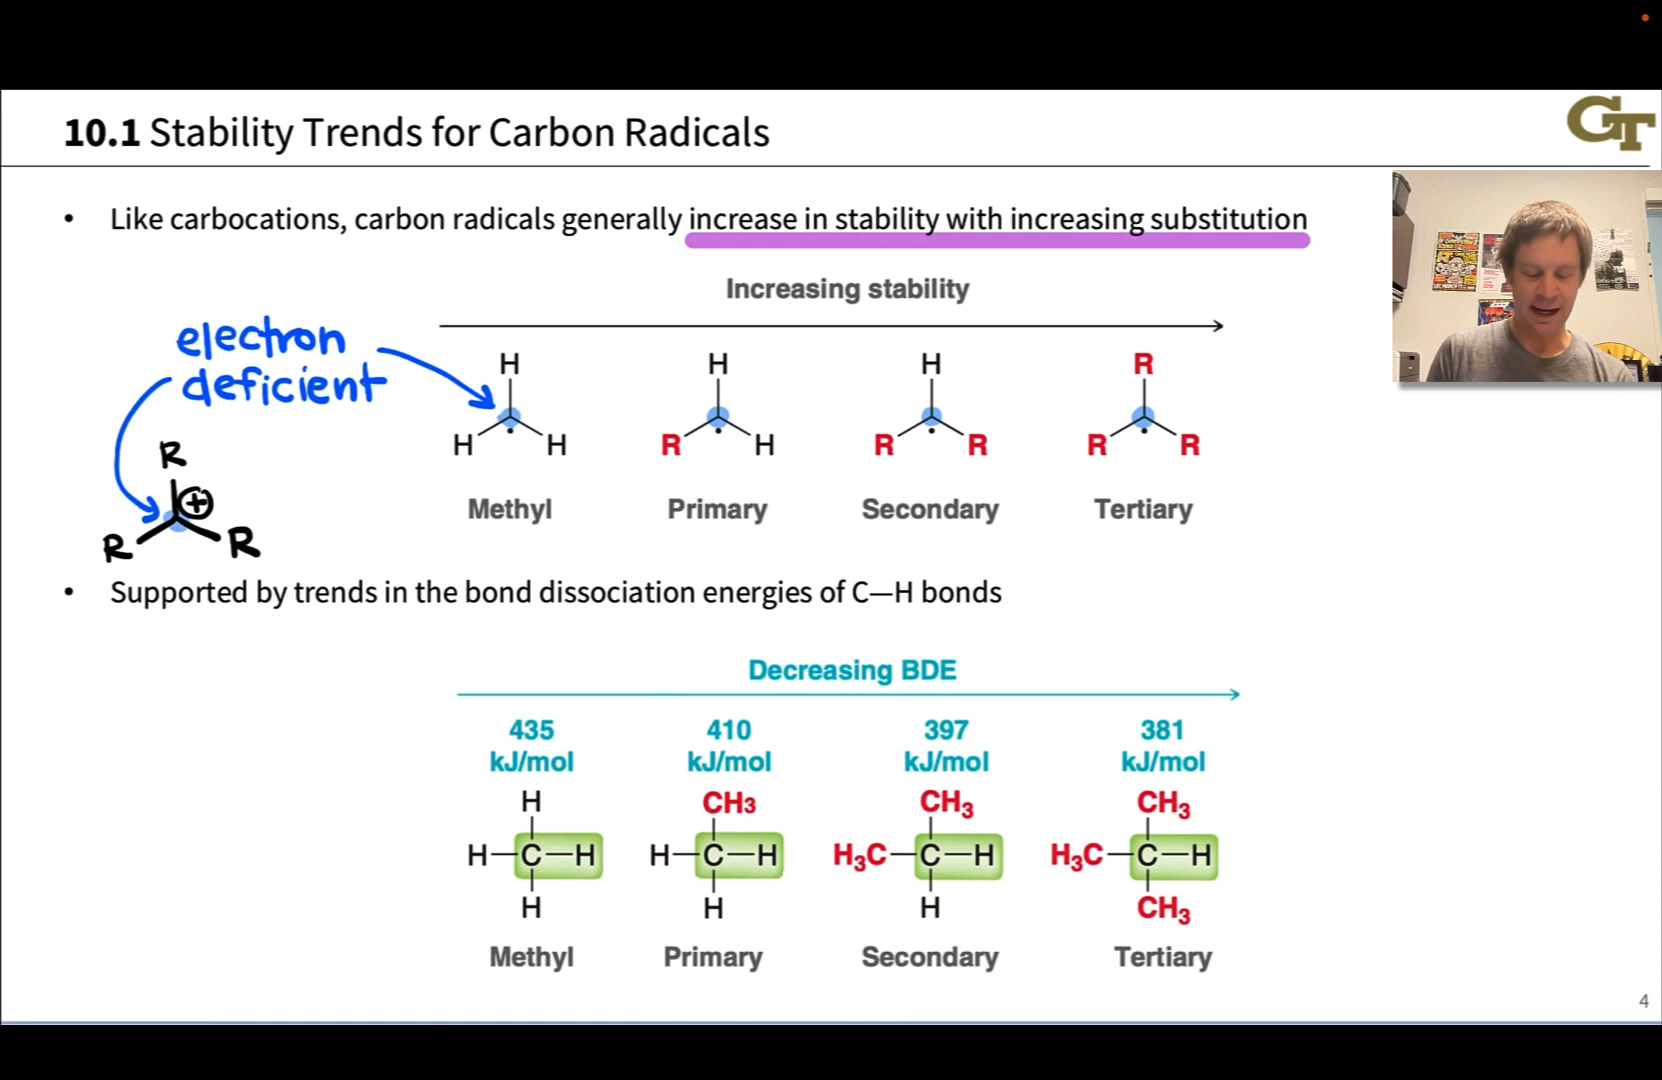 10.1 Stability Trends for Carbon Radicals
GT
• Like carbocations, carbon radicals generally increase in stability with increasing substitution
Increasing stability
electron
deficient
H H H R
H H R H R R R R
Methyl Primary Secondary Tertiary
R
⊕
R R
• Supported by trends in the bond dissociation energies of C—H bonds
Decreasing BDE
435 410 397 381
kJ/mol kJ/mol kJ/mol kJ/mol
H CH3 CH₃ CH₃
H—C—H H—C—H H₃C—C—H H₃C—C—H
H H H CH₃
Methyl Primary Secondary Tertiary
4